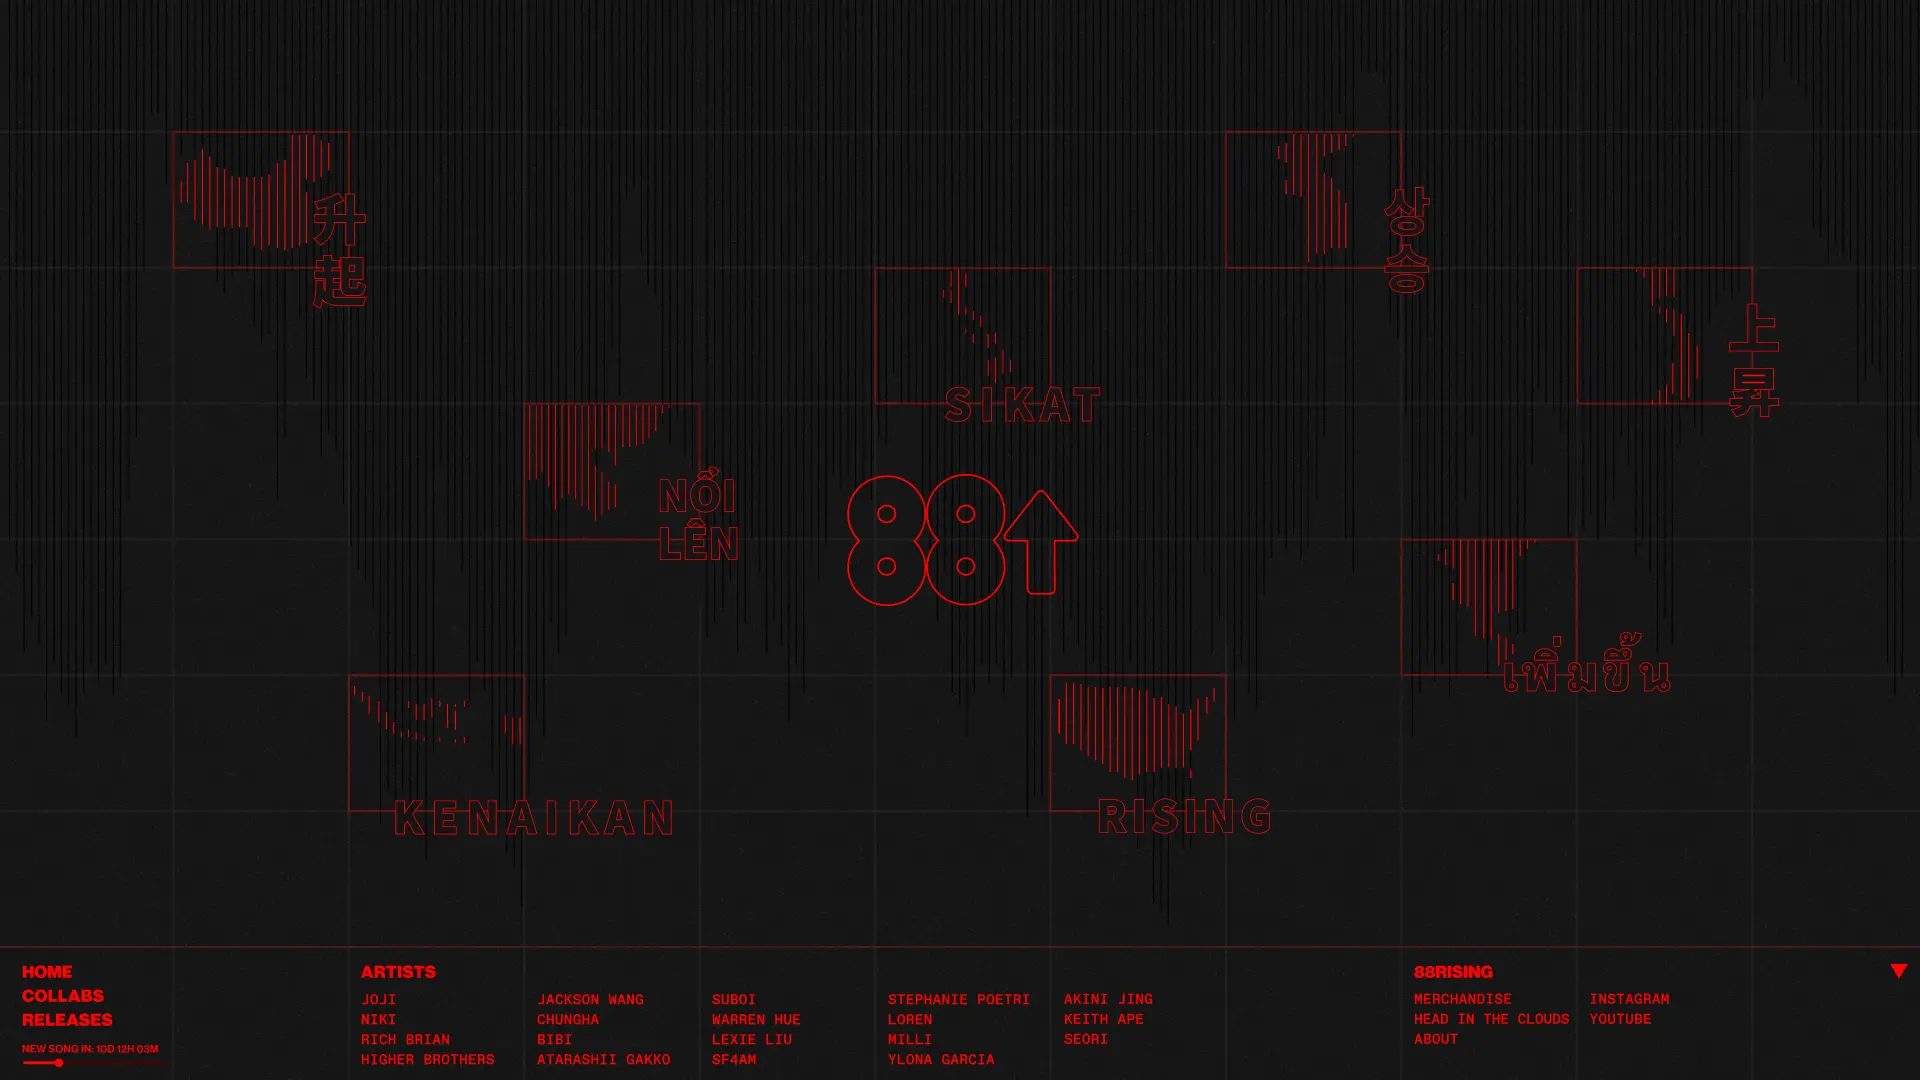 升
起
상
승
上
昇
SIKAT
NỔI
LÊN
88↑
เพิ่มขึ้น
KENAIKAN
RISING
HOME
COLLABS
RELEASES
NEW SONG IN: 10D 12H 03M
ARTISTS
JOJI
NIKI
RICH BRIAN
HIGHER BROTHERS
JACKSON WANG
CHUNGHA
BIBI
ATARASHII GAKKO
SUBOI
WARREN HUE
LEXIE LIU
SF4AM
STEPHANIE POETRI
LOREN
MILLI
YLONA GARCIA
AKINI JING
KEITH APE
SEORI
88RISING
MERCHANDISE
HEAD IN THE CLOUDS
ABOUT
INSTAGRAM
YOUTUBE